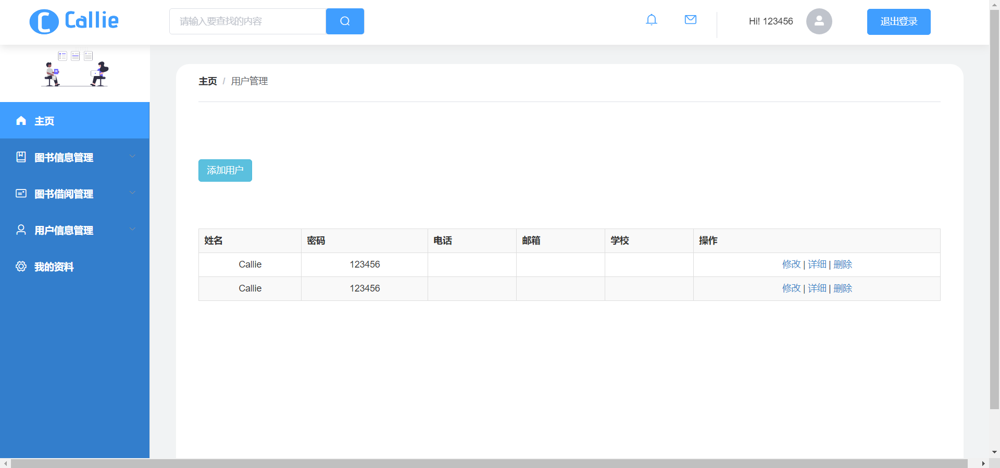 Callie
请输入要查找的内容
Hi! 123456
退出登录
主页 / 用户管理
主页
图书信息管理
图书借阅管理
用户信息管理
我的资料
添加用户
姓名 密码 电话 邮箱 学校 操作
Callie 123456 修改 | 详细 | 删除
Callie 123456 修改 | 详细 | 删除